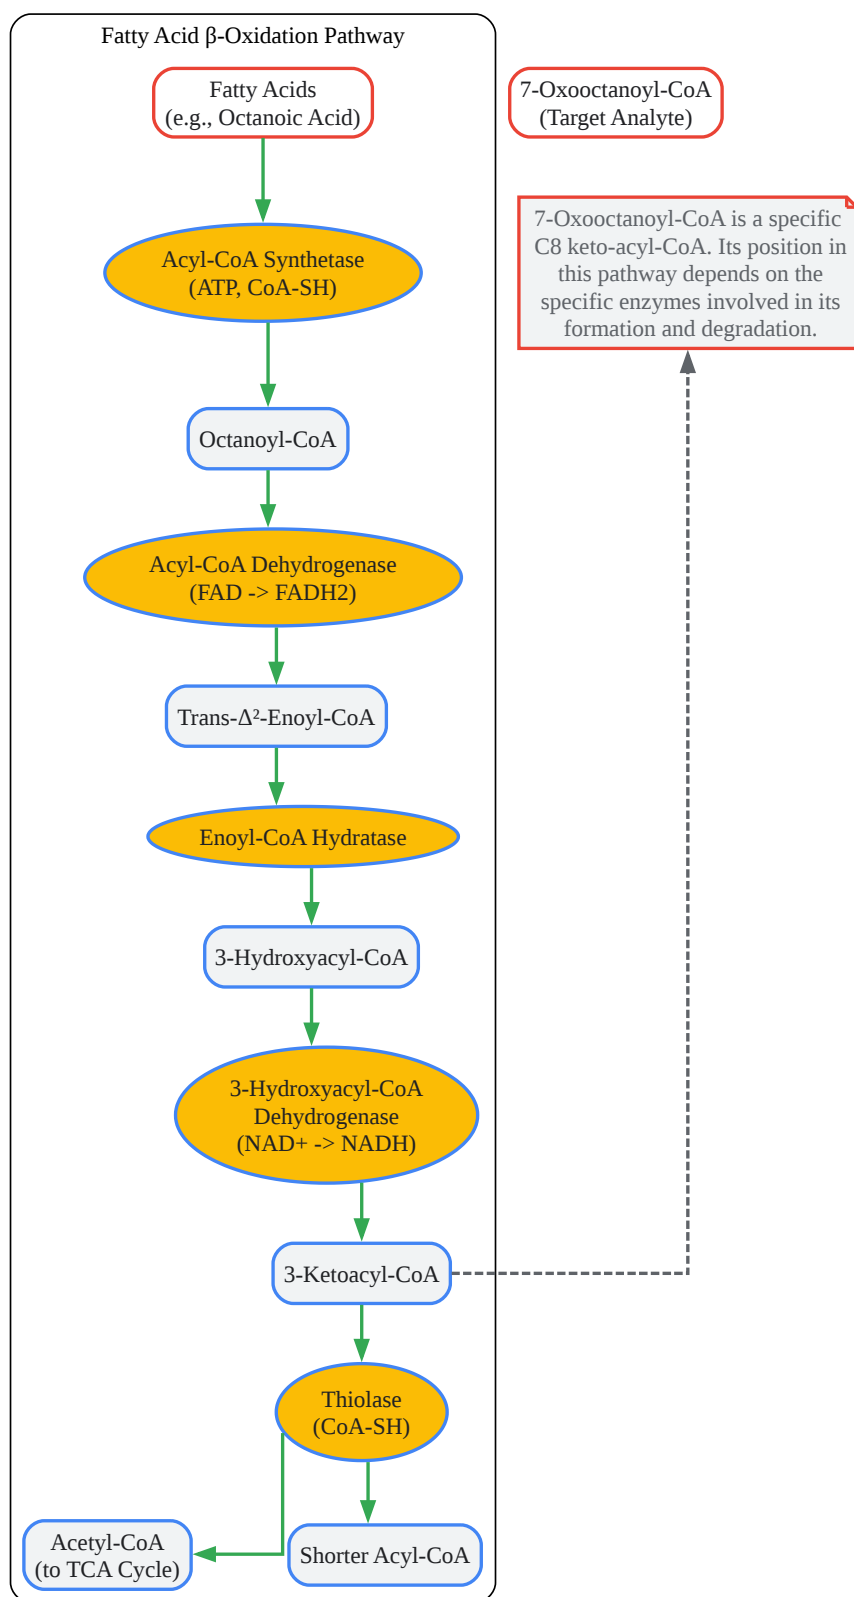 Fatty Acid β-Oxidation Pathway
Fatty Acids
(e.g., Octanoic Acid)
7-Oxooctanoyl-CoA
(Target Analyte)
7-Oxooctanoyl-CoA is a specific
C8 keto-acyl-CoA. Its position in
this pathway depends on the
specific enzymes involved in its
formation and degradation.
Acyl-CoA Synthetase
(ATP, CoA-SH)
Octanoyl-CoA
Acyl-CoA Dehydrogenase
(FAD -> FADH2)
Trans-Δ²-Enoyl-CoA
Enoyl-CoA Hydratase
3-Hydroxyacyl-CoA
3-Hydroxyacyl-CoA
Dehydrogenase
(NAD+ -> NADH)
3-Ketoacyl-CoA
Thiolase
(CoA-SH)
Acetyl-CoA
(to TCA Cycle)
Shorter Acyl-CoA